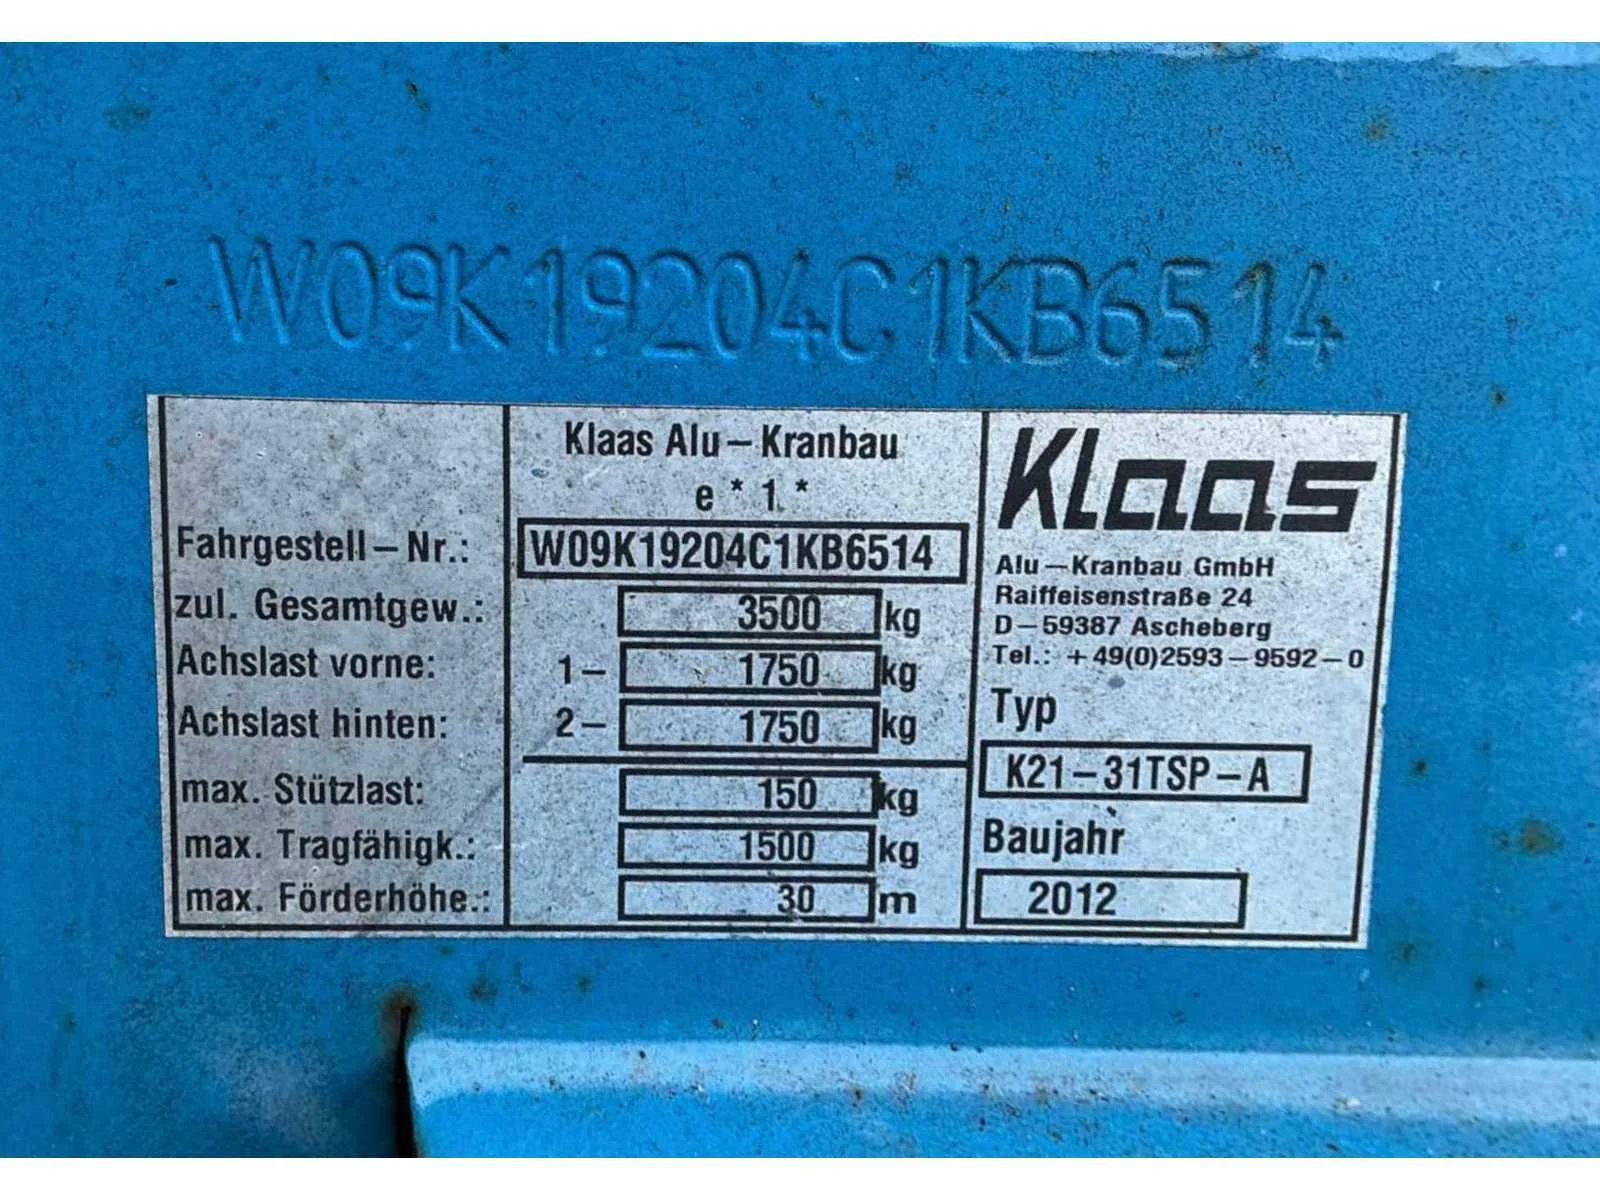 W09K19204C1KB6514
Klaas Alu-Kranbau
e * 1 *
Fahrgestell-Nr.: W09K19204C1KB6514
zul. Gesamtgew.: 3500 kg
Achslast vorne: 1- 1750 kg
Achslast hinten: 2- 1750 kg
max. Stützlast: 150 kg
max. Tragfähigk.: 1500 kg
max. Förderhöhe.: 30 m
Klaas
Alu-Kranbau GmbH
Raiffeisenstraße 24
D-59387 Ascheberg
Tel.: +49(0)2593-9592-0
Typ
K21-31TSP-A
Baujahr
2012